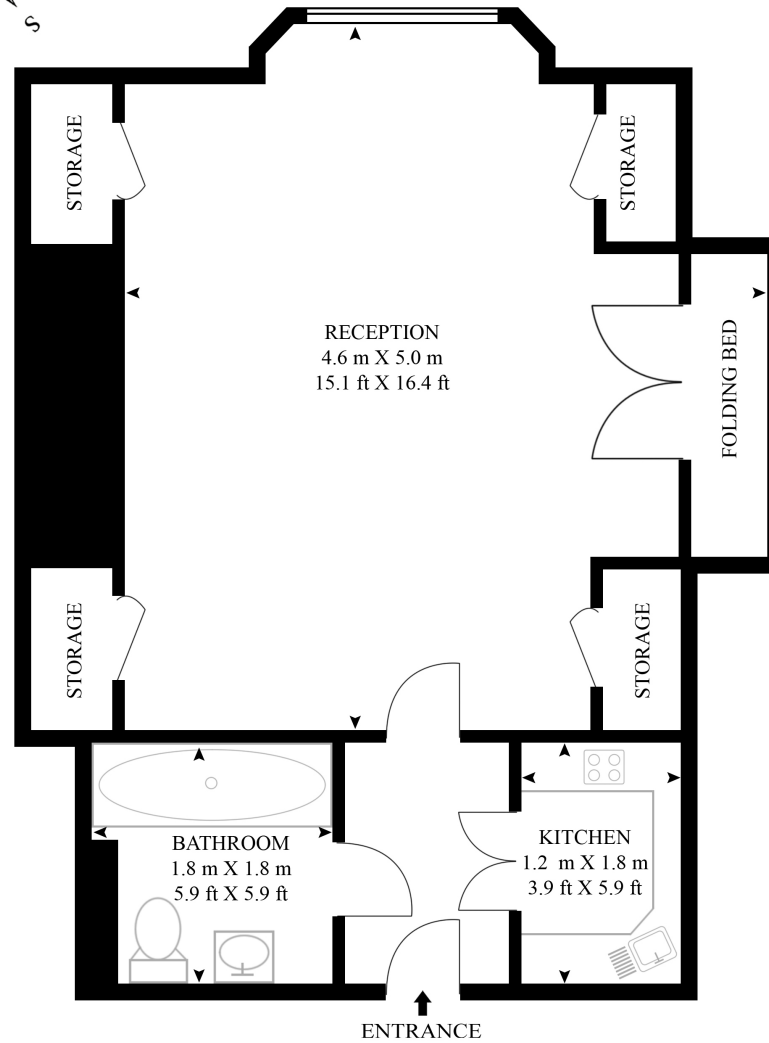 S
STORAGE
STORAGE
RECEPTION
4.6 m X 5.0 m
15.1 ft X 16.4 ft
FOLDING BED
STORAGE
STORAGE
BATHROOM
1.8 m X 1.8 m
5.9 ft X 5.9 ft
KITCHEN
1.2 m X 1.8 m
3.9 ft X 5.9 ft
ENTRANCE